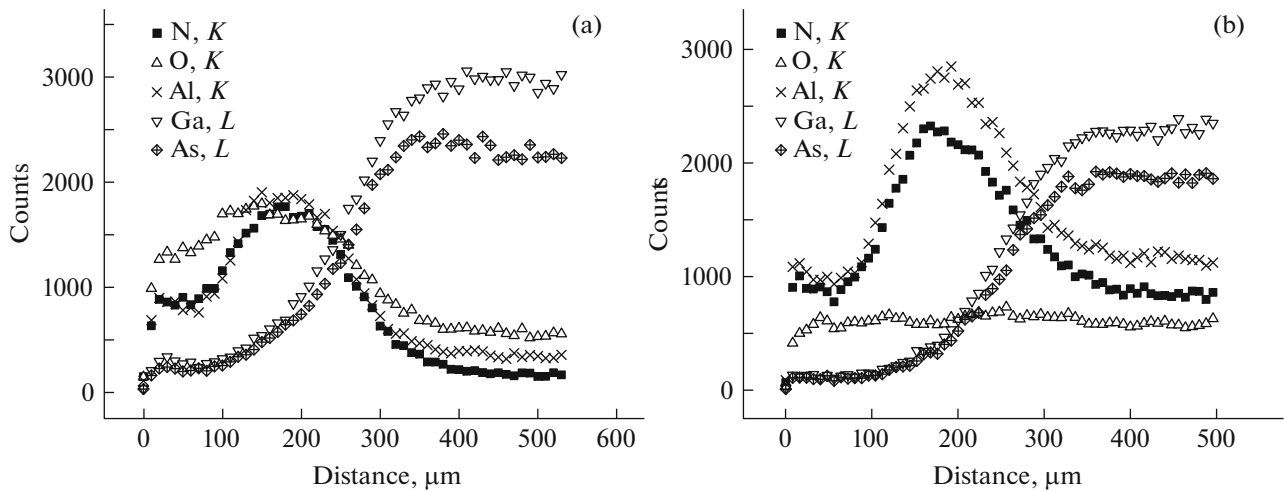 (a)
N, K
O, K
Al, K
Ga, L
As, L
3000
2000
1000
0
Counts
0 100 200 300 400 500 600
Distance, μm
(b)
N, K
O, K
Al, K
Ga, L
As, L
3000
2000
1000
0
Counts
0 100 200 300 400 500
Distance, μm